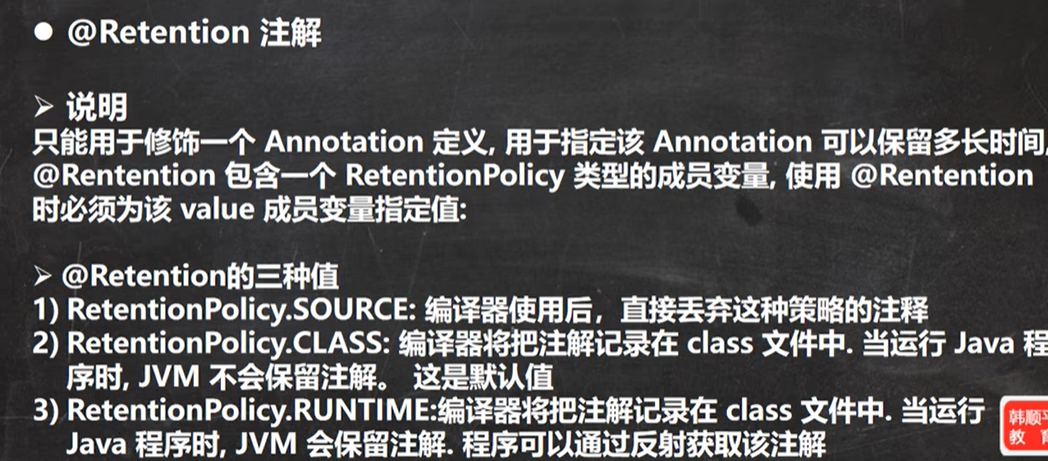 ● @Retention 注解
➢ 说明
只能用于修饰一个 Annotation 定义, 用于指定该 Annotation 可以保留多长时间,
@Rentention 包含一个 RetentionPolicy 类型的成员变量, 使用 @Rentention
时必须为该 value 成员变量指定值:
➢ @Retention的三种值
1) RetentionPolicy.SOURCE: 编译器使用后，直接丢弃这种策略的注释
2) RetentionPolicy.CLASS: 编译器将把注解记录在 class 文件中. 当运行 Java 程
序时, JVM 不会保留注解。 这是默认值
3) RetentionPolicy.RUNTIME:编译器将把注解记录在 class 文件中. 当运行
Java 程序时, JVM 会保留注解. 程序可以通过反射获取该注解
韩顺平
教 育